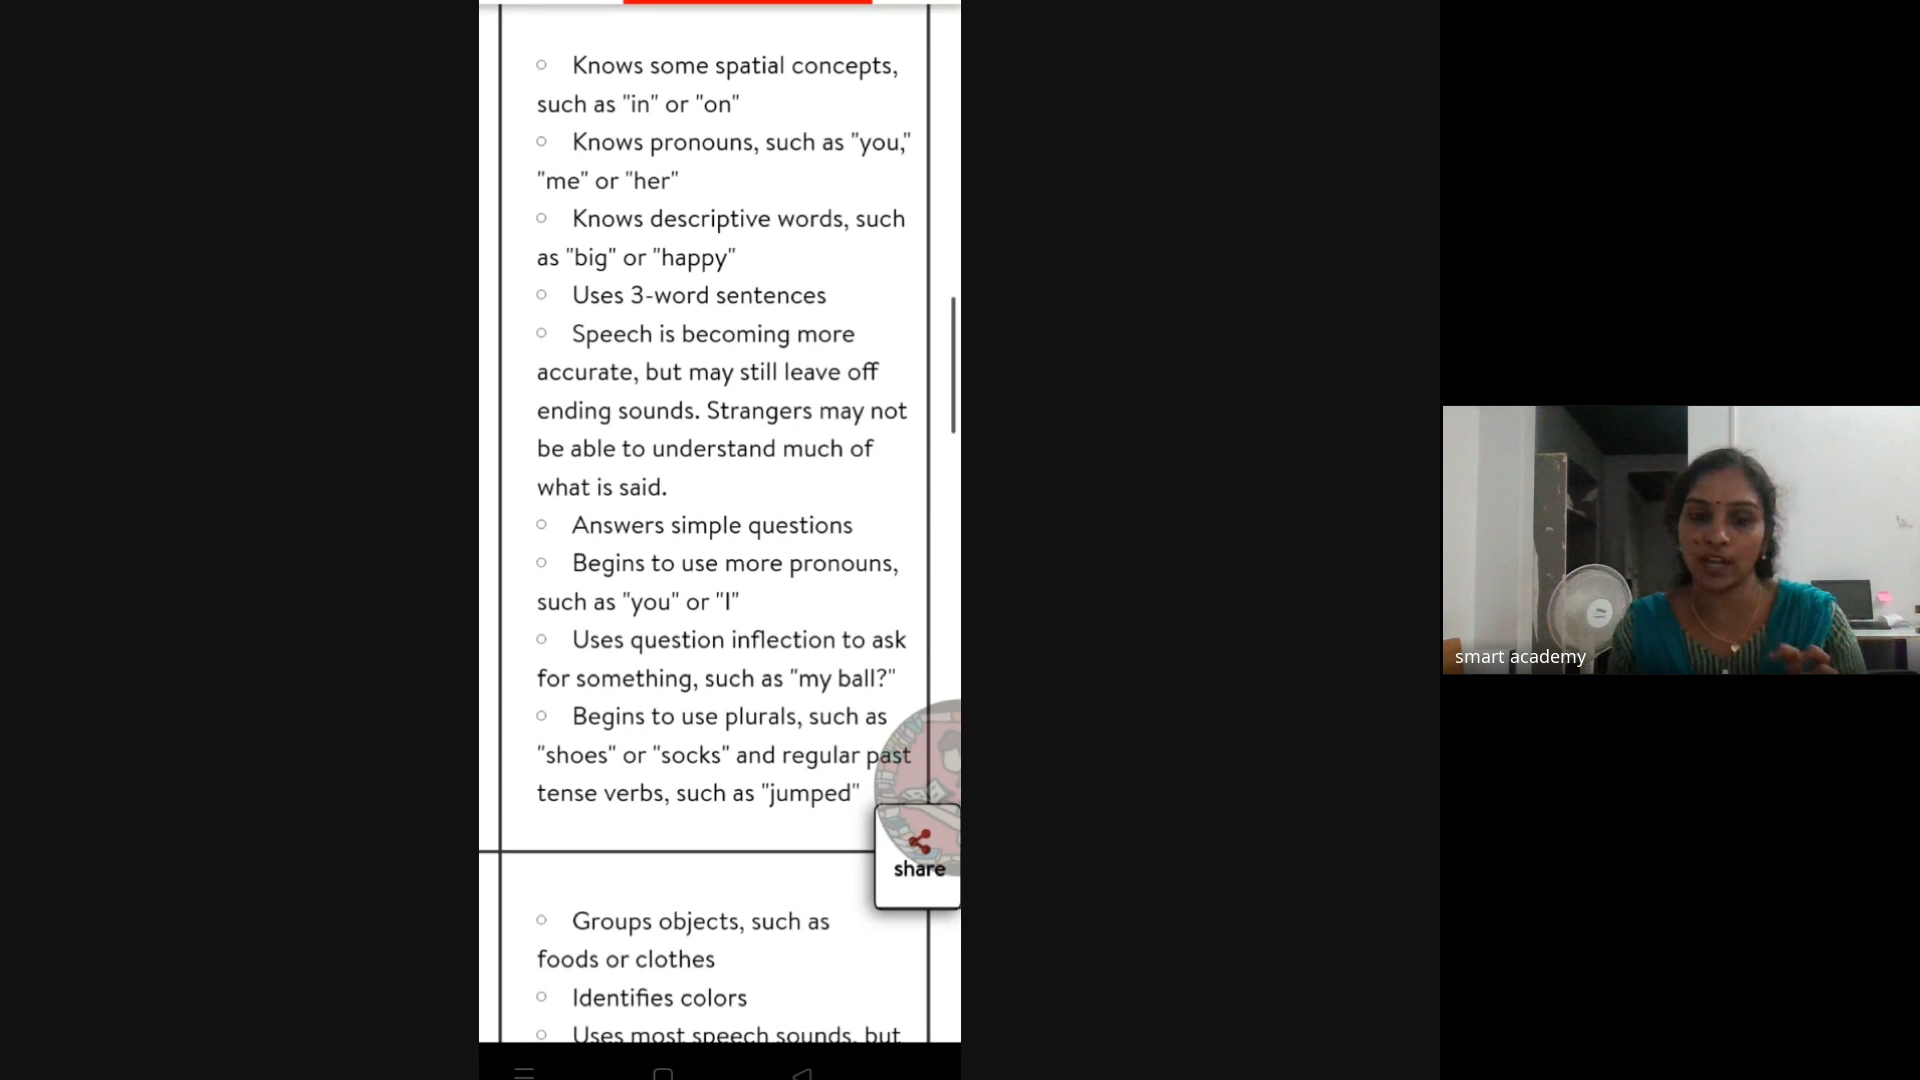 Knows some spatial concepts,
such as "in" or "on"
Knows pronouns, such as "you,"
"me" or "her"
Knows descriptive words, such
as "big" or "happy"
Uses 3-word sentences
Speech is becoming more
accurate, but may still leave off
ending sounds. Strangers may not
be able to understand much of
what is said.
Answers simple questions
Begins to use more pronouns,
such as "you" or "I"
Uses question inflection to ask
for something, such as "my ball?"
Begins to use plurals, such as
"shoes" or "socks" and regular past
tense verbs, such as "jumped"
share
Groups objects, such as
foods or clothes
Identifies colors
Uses most speech sounds, but
smart academy